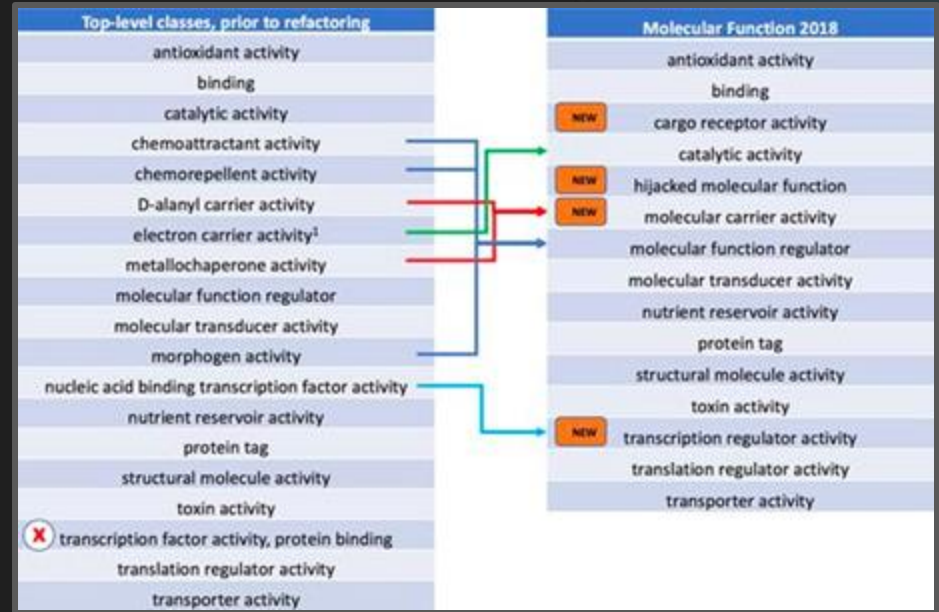 Top-level classes, prior to refactoring
antioxidant activity
binding
catalytic activity
chemoattractant activity
chemorepellent activity
D-alanyl carrier activity
electron carrier activity¹
metallochaperone activity
molecular function regulator
molecular transducer activity
morphogen activity
nucleic acid binding transcription factor activity
nutrient reservoir activity
protein tag
structural molecule activity
toxin activity
X transcription factor activity, protein binding
translation regulator activity
transporter activity
Molecular Function 2018
antioxidant activity
binding
NEW cargo receptor activity
catalytic activity
NEW hijacked molecular function
NEW molecular carrier activity
molecular function regulator
molecular transducer activity
nutrient reservoir activity
protein tag
structural molecule activity
toxin activity
NEW transcription regulator activity
translation regulator activity
transporter activity